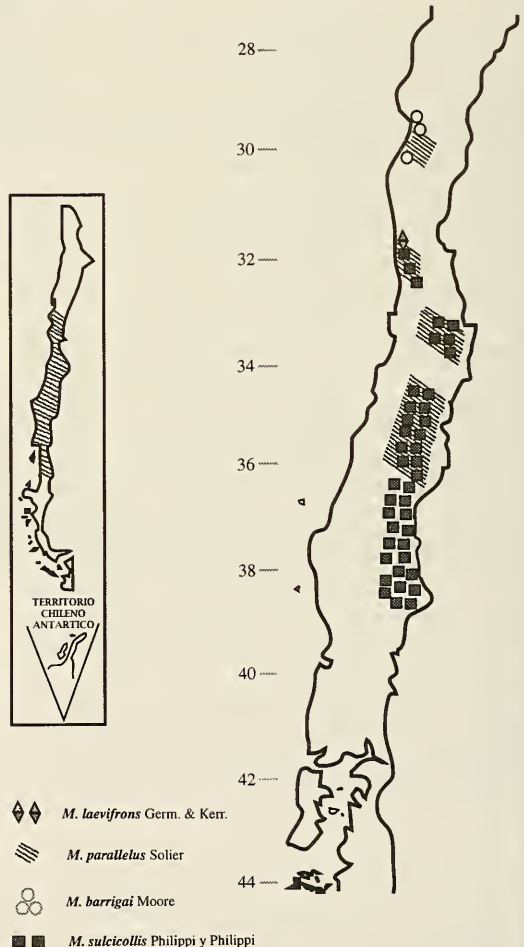 28
30
32
34
36
38
40
42
44
TERRITORIO
CHILENO
ANTARTICO
M. laevifrons Germ. & Kerr.
M. parallelus Solier
M. barrigai Moore
M. sulcicollis Philippi y Philippi